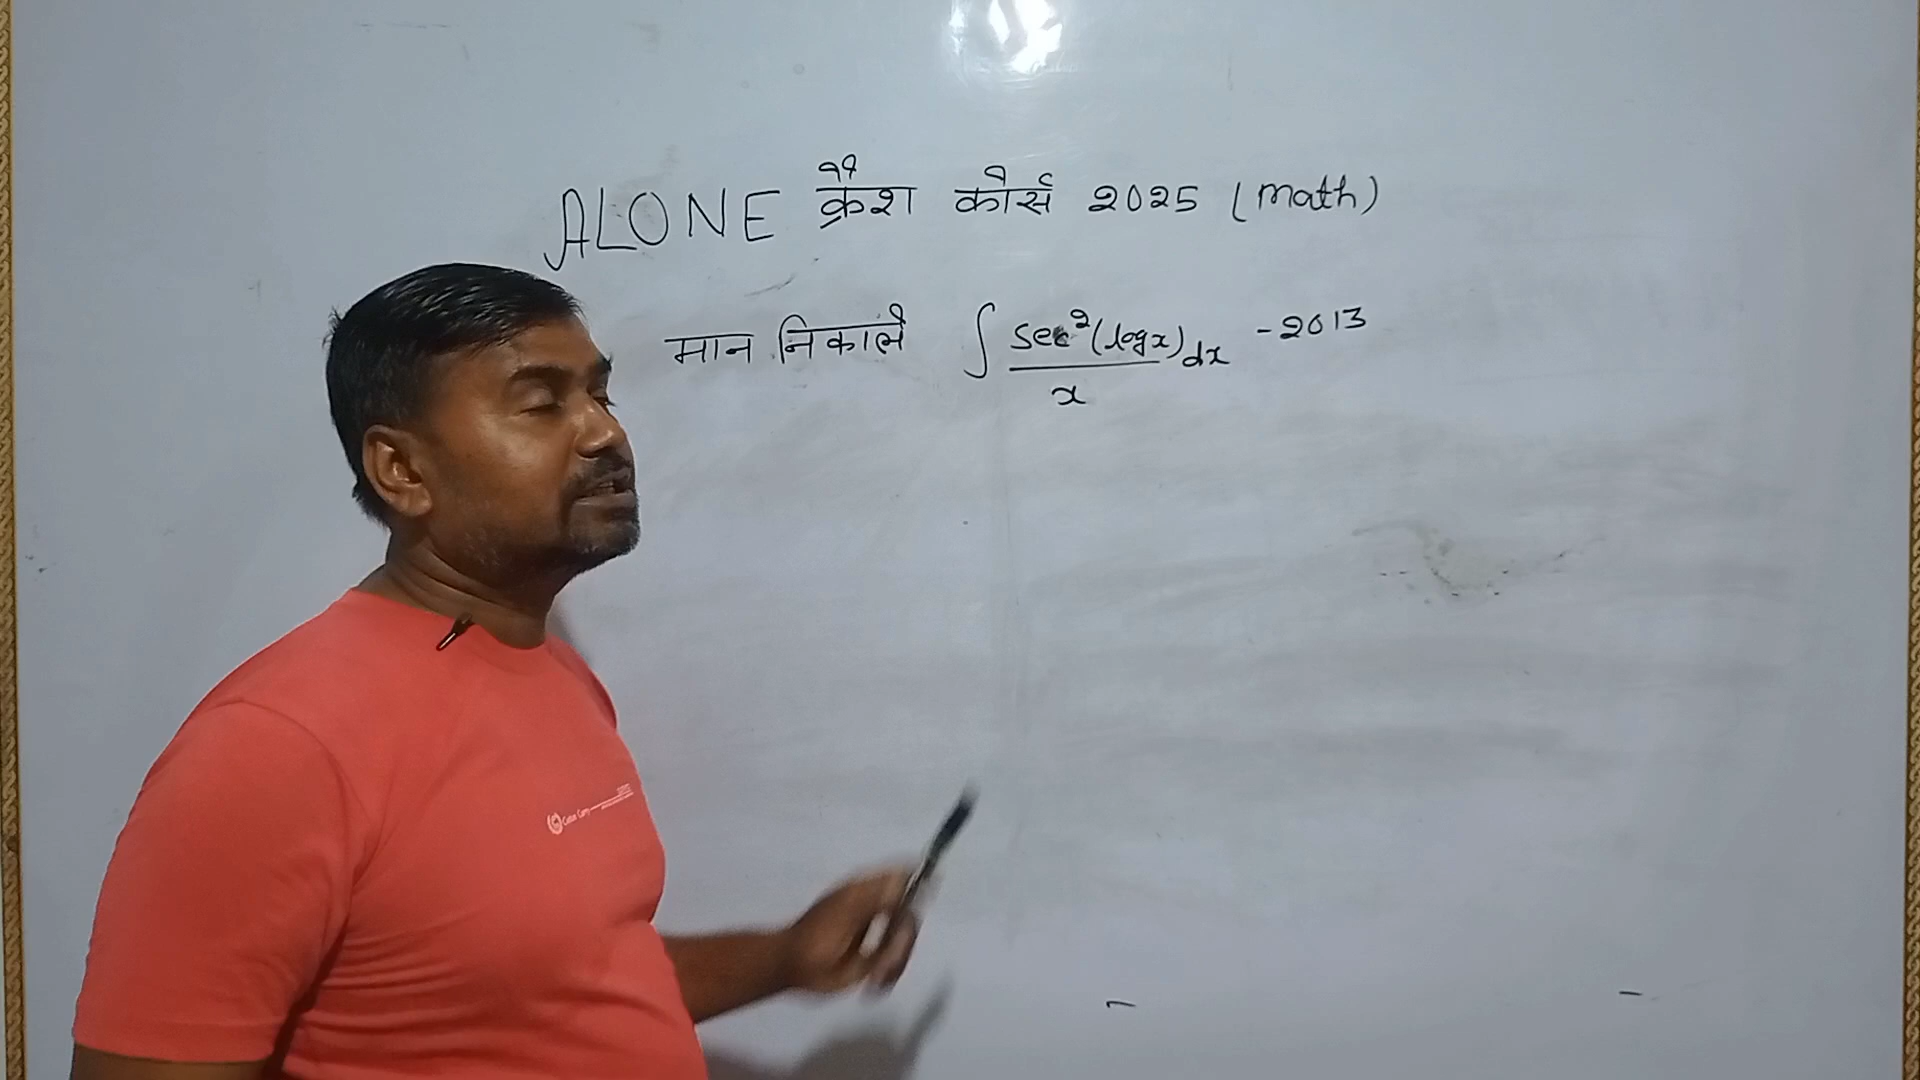 ALONE क्रैश कोर्स 2025 (math)
मान निकालें ∫ sec²(logx)/x dx - 2013